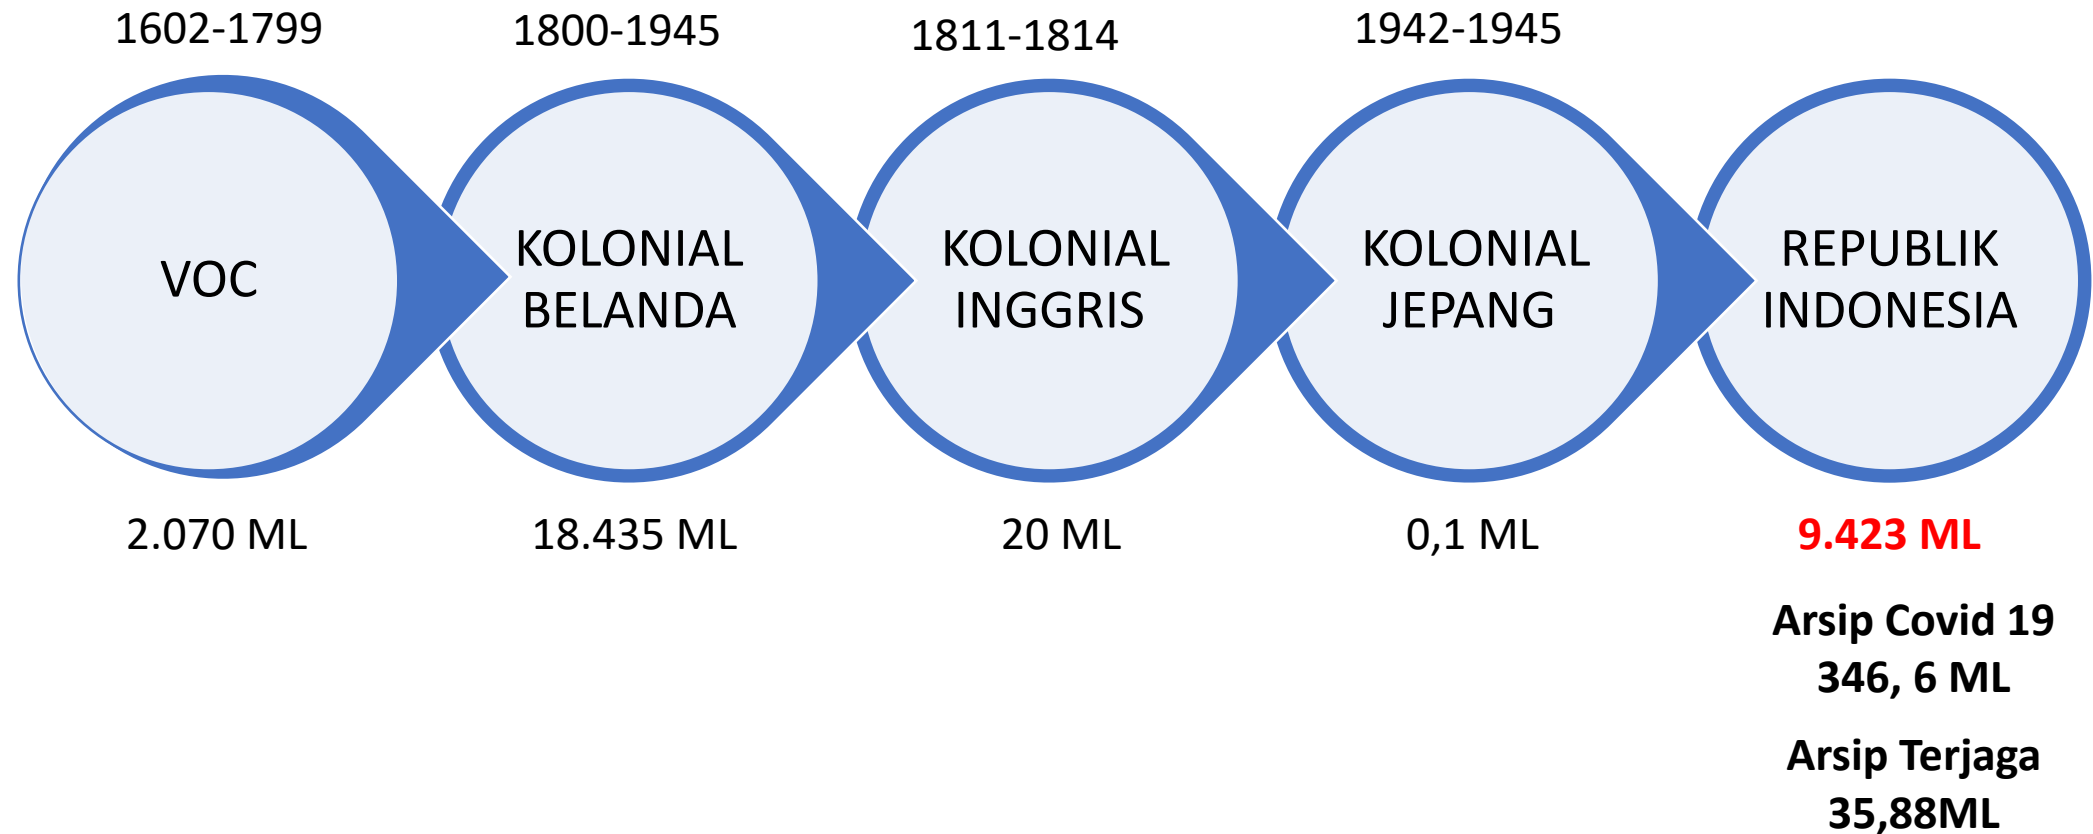 1602-1799
1800-1945
1811-1814
1942-1945
VOC
KOLONIAL
BELANDA
KOLONIAL
INGGRIS
KOLONIAL
JEPANG
REPUBLIK
INDONESIA
2.070 ML
18.435 ML
20 ML
0,1 ML
9.423 ML
Arsip Covid 19
346, 6 ML
Arsip Terjaga
35,88ML